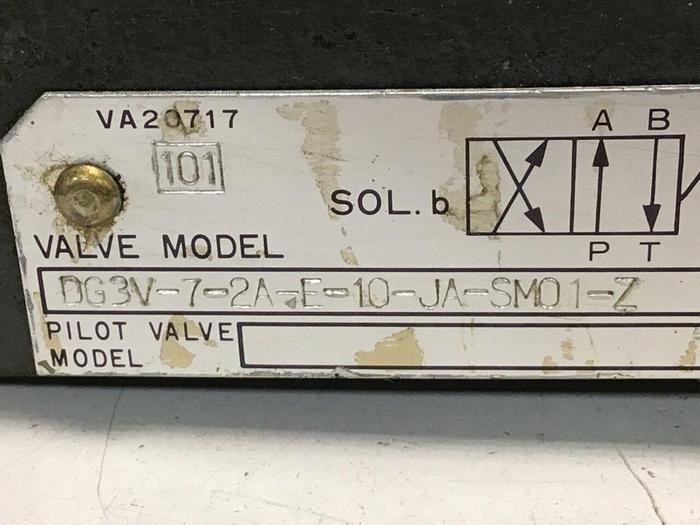 VA20717
101
A B
SOL. b
P T
VALVE MODEL
DG3V-7-2A-E-10-JA-SM01-Z
PILOT VALVE
MODEL